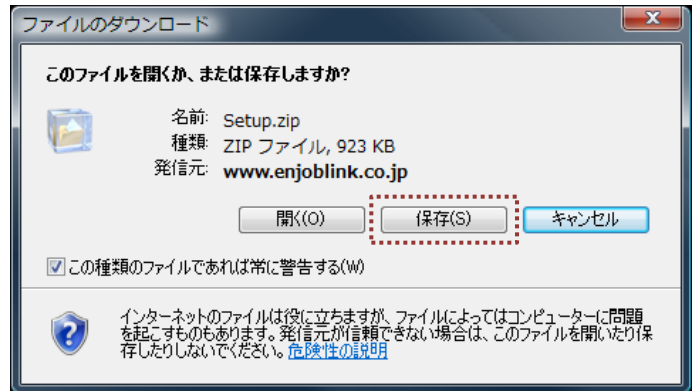 ファイルのダウンロード
このファイルを開くか、または保存しますか?
名前: Setup.zip
種類: ZIP ファイル, 923 KB
発信元: www.enjoblink.co.jp
開く(O) 保存(S) キャンセル
この種類のファイルであれば常に警告する(W)
インターネットのファイルは役に立ちますが、ファイルによってはコンピューターに問題
を起こすものもあります。発信元が信頼できない場合は、このファイルを開いたり保
存したりしないでください。危険性の説明